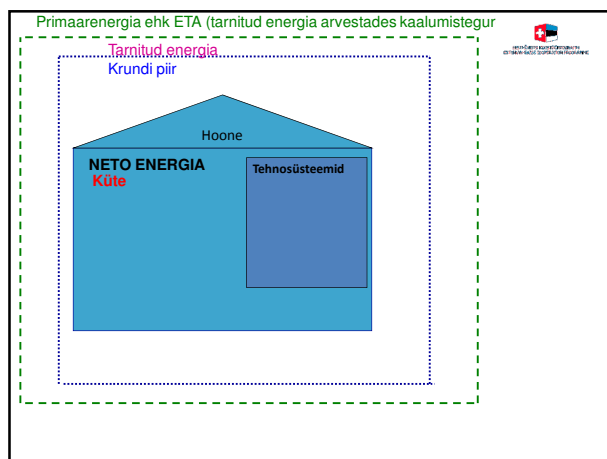 Primaarenergia ehk ETA (tarnitud energia arvestades kaalumistegur
Tarnitud energia
Krundi piir
Hoone
NETO ENERGIA
Küte
Tehnosüsteemid